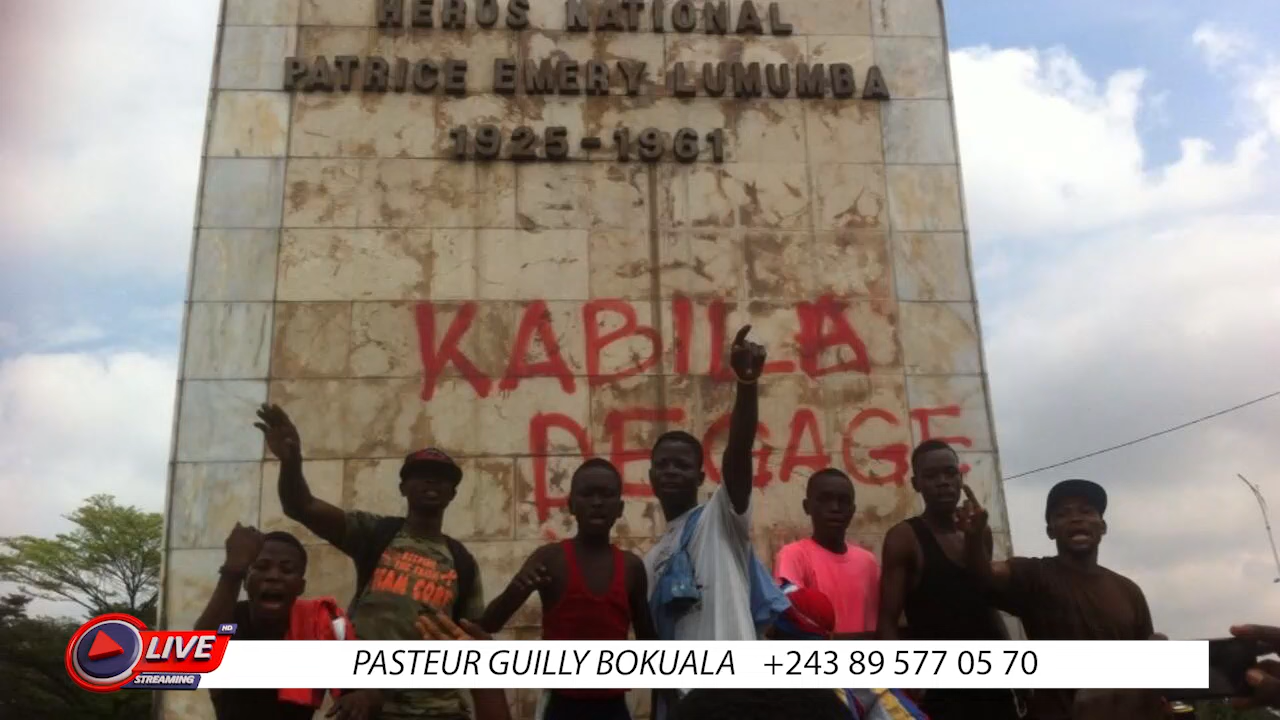 HEROS NATIONAL
PATRICE EMERY LUMUMBA
1925-1961
KABILA
DEGAGE
LIVE HD
STREAMING
PASTEUR GUILLY BOKUALA +243 89 577 05 70